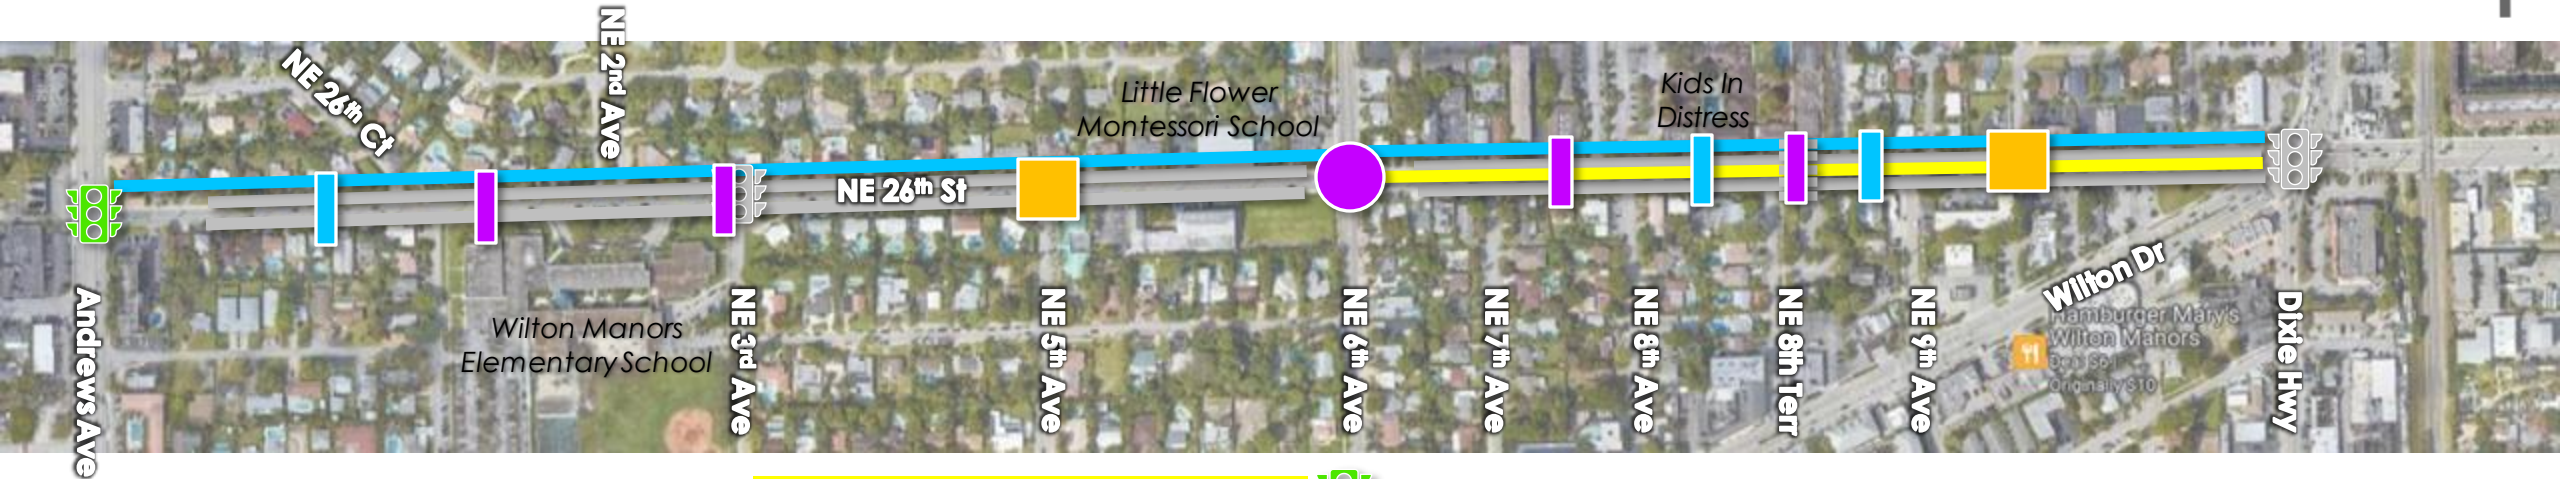 NE 2nd Ave
NE 26th Ct
Little Flower
Montessori School
Kids In
Distress
NE 26th St
Wilton Dr
Andrews Ave
Wilton Manors
Elementary School
NE 3rd Ave
NE 5th Ave
NE 6th Ave
NE 7th Ave
NE 8th Ave
NE 8th Terr
NE 9th Ave
Hamburger Mary's
Wilton Manors
Originally $10
Dixie Hwy